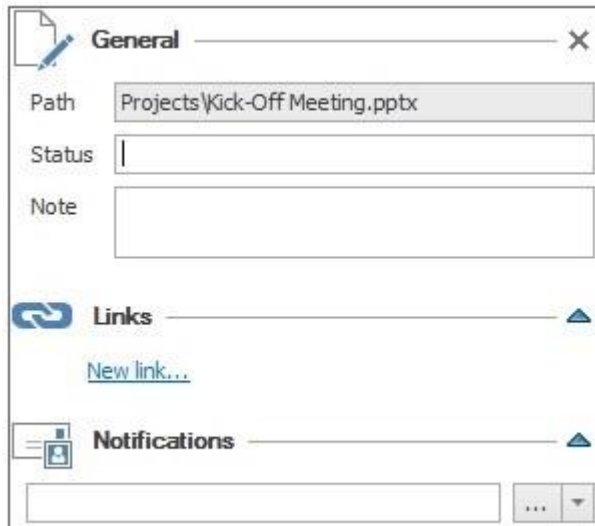 General
Path Projects\Kick-Off Meeting.pptx
Status
Note
Links
New link...
Notifications
...